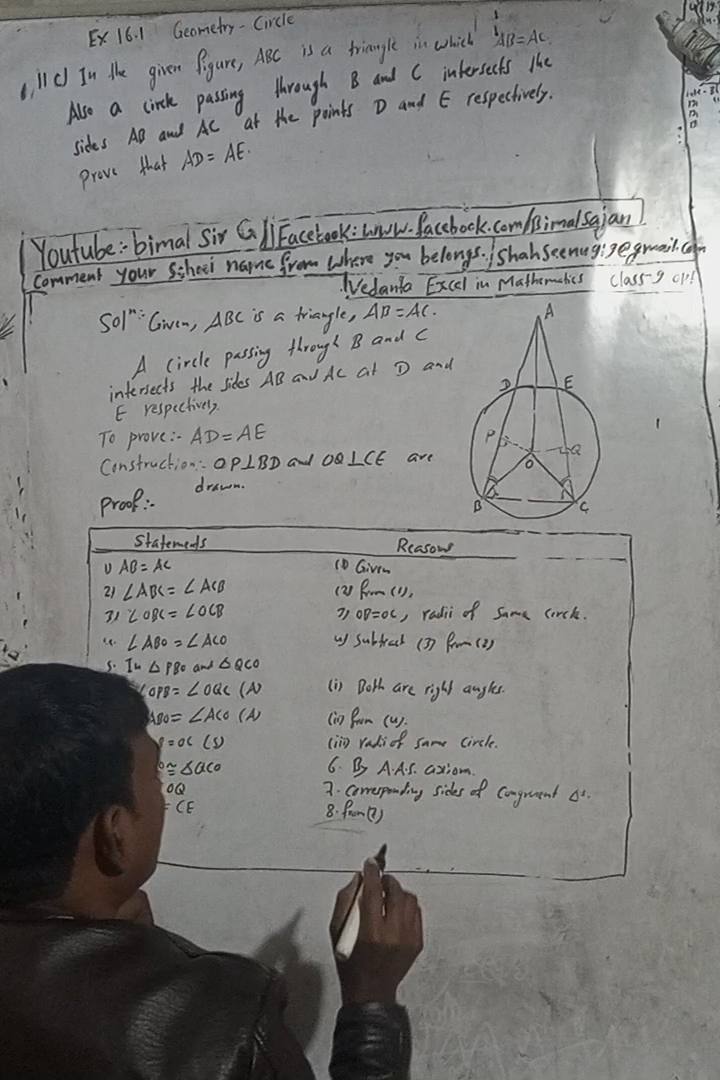 Ex 16.1 Geometry - Circle
11 c) In the given figure, ABC is a triangle in which AB = AC.
Also a circle passing through B and C intersects the
sides AB and AC at the points D and E respectively.
Prove that AD = AE.
Youtube:- bimal Sir G // Facebook: www.facebook.com/BimalSajan
Comment your School name from where you belongs. / Shahseenug137@gmail.com
Vedanta Excel in Mathematics Class-9 opt
Solⁿ:- Given, ABC is a triangle, AB = AC.
A circle passing through B and C
intersects the sides AB and AC at D and
E respectively.
To prove:- AD = AE
Construction:- OP⊥BD and OQ⊥CE are
drawn.
Proof:-
A
D E
P Q
O
B C
Statements Reasons
1) AB = AC (1) Given
2) ∠ABC = ∠ACB (2) from (1),
3) ∠OBC = ∠OCB 3) OB=OC, radii of same circle.
4. ∠ABO = ∠ACO 4) Subtract (3) from (2)
5. In △PBO and △QCO
∠OPB = ∠OQC (A) (i) Both are right angles.
ABO = ∠ACO (A) (ii) from (4).
= OC (S) (iii) radii of same circle.
≅ △QCO 6. By A.A.S. axiom.
OQ 7. Corresponding sides of congruent △s.
= CE 8. from (7)